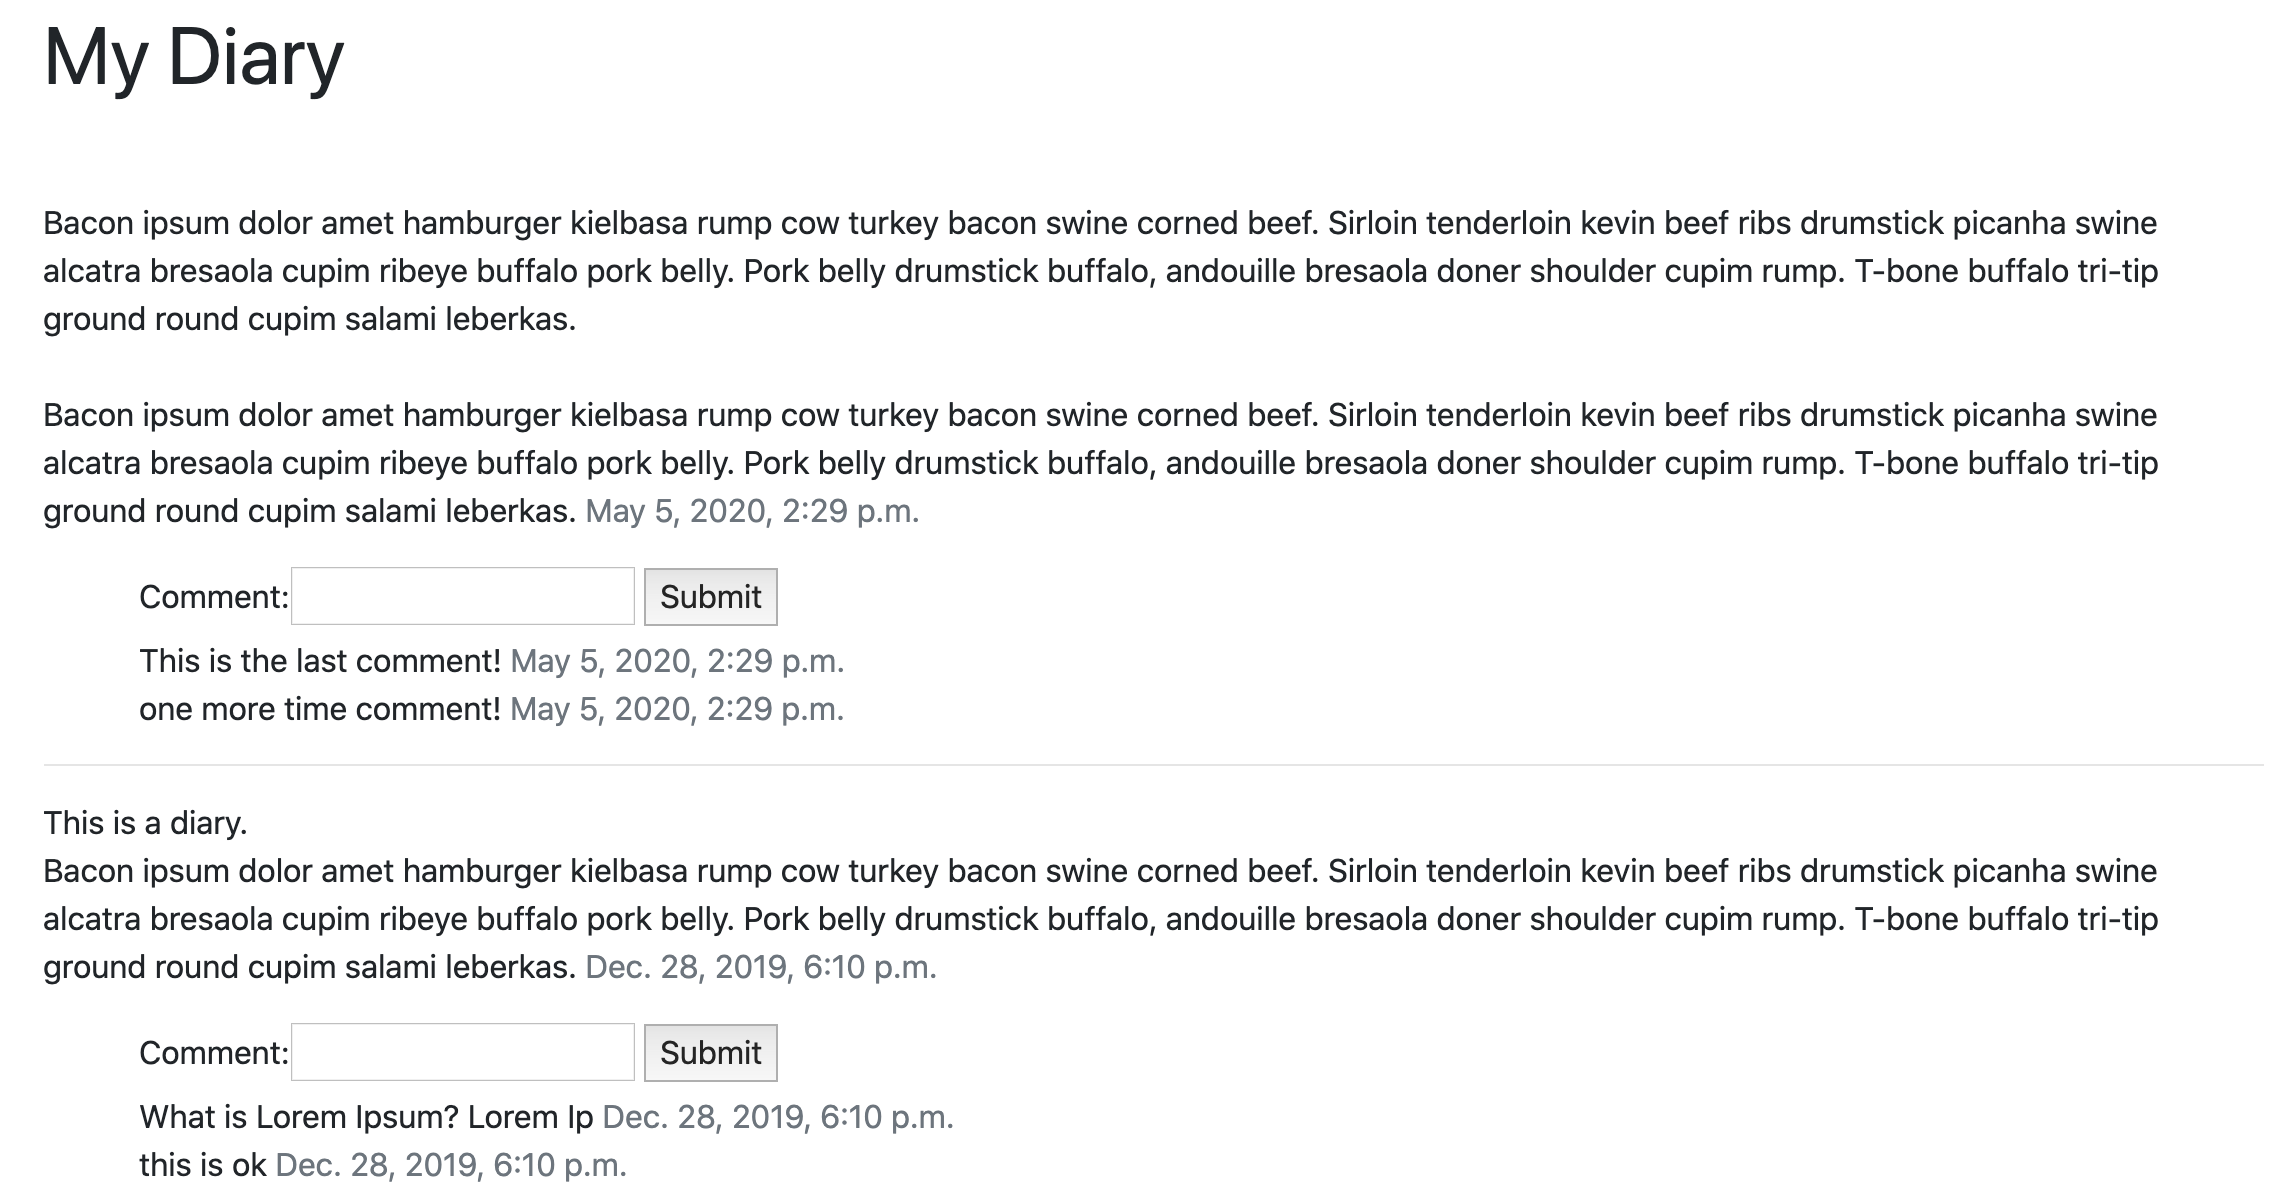 My Diary
Bacon ipsum dolor amet hamburger kielbasa rump cow turkey bacon swine corned beef. Sirloin tenderloin kevin beef ribs drumstick picanha swine
alcatra bresaola cupim ribeye buffalo pork belly. Pork belly drumstick buffalo, andouille bresaola doner shoulder cupim rump. T-bone buffalo tri-tip
ground round cupim salami leberkas.
Bacon ipsum dolor amet hamburger kielbasa rump cow turkey bacon swine corned beef. Sirloin tenderloin kevin beef ribs drumstick picanha swine
alcatra bresaola cupim ribeye buffalo pork belly. Pork belly drumstick buffalo, andouille bresaola doner shoulder cupim rump. T-bone buffalo tri-tip
ground round cupim salami leberkas. May 5, 2020, 2:29 p.m.
Comment: Submit
This is the last comment! May 5, 2020, 2:29 p.m.
one more time comment! May 5, 2020, 2:29 p.m.
This is a diary.
Bacon ipsum dolor amet hamburger kielbasa rump cow turkey bacon swine corned beef. Sirloin tenderloin kevin beef ribs drumstick picanha swine
alcatra bresaola cupim ribeye buffalo pork belly. Pork belly drumstick buffalo, andouille bresaola doner shoulder cupim rump. T-bone buffalo tri-tip
ground round cupim salami leberkas. Dec. 28, 2019, 6:10 p.m.
Comment: Submit
What is Lorem Ipsum? Lorem Ip Dec. 28, 2019, 6:10 p.m.
this is ok Dec. 28, 2019, 6:10 p.m.